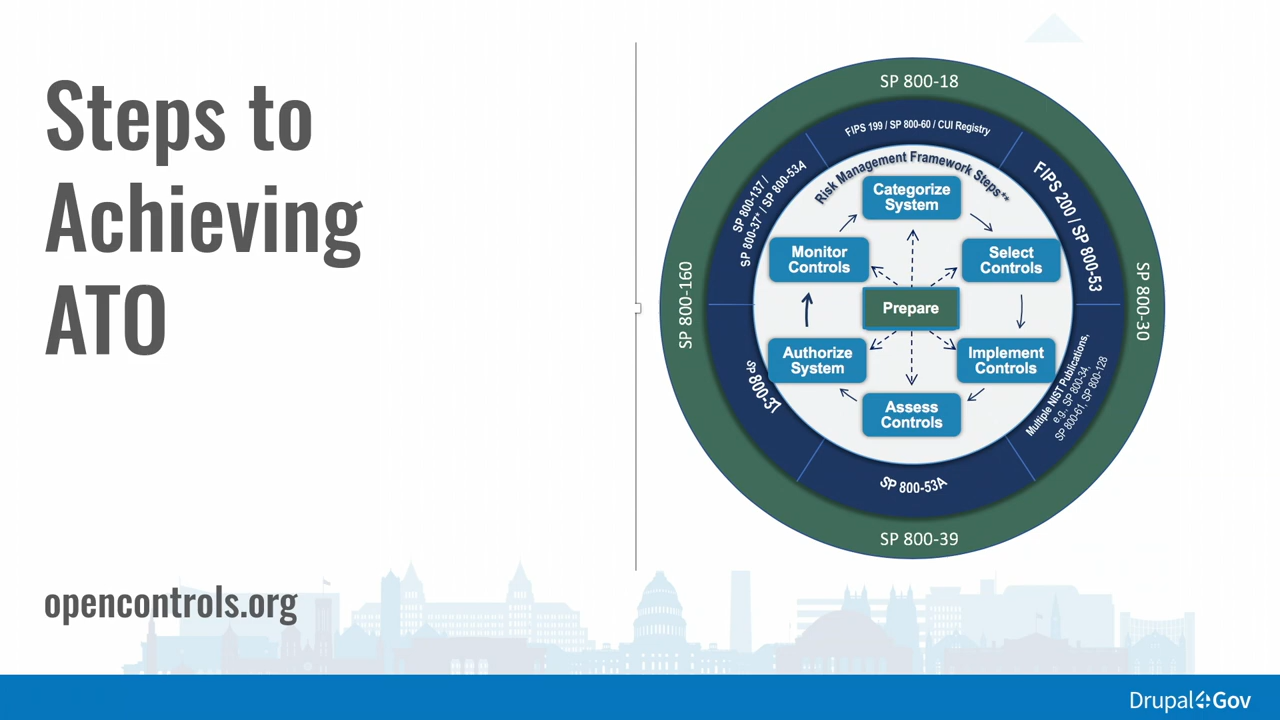 Steps to
Achieving
ATO
opencontrols.org
SP 800-18
FIPS 199 / SP 800-60 / CUI Registry
Risk Management Framework Steps**
Categorize
System
SP 800-137 /
SP 800-37* / SP 800-53A
FIPS 200 / SP 800-53
Monitor
Controls
Select
Controls
SP 800-160
Prepare
SP 800-30
Authorize
System
Implement
Controls
SP 800-37
Multiple NIST Publications,
e.g., SP 800-34,
SP 800-61, SP 800-128
Assess
Controls
SP 800-53A
SP 800-39
Drupal4Gov